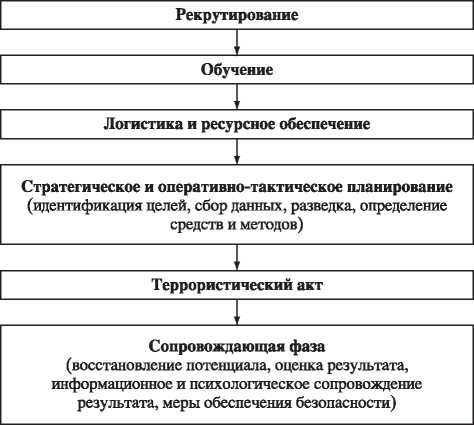 Рекрутирование
Обучение
Логистика и ресурсное обеспечение
Стратегическое и оперативно-тактическое планирование
(идентификация целей, сбор данных, разведка, определение
средств и методов)
Террористический акт
Сопровождающая фаза
(восстановление потенциала, оценка результата,
информационное и психологическое сопровождение
результата, меры обеспечения безопасности)